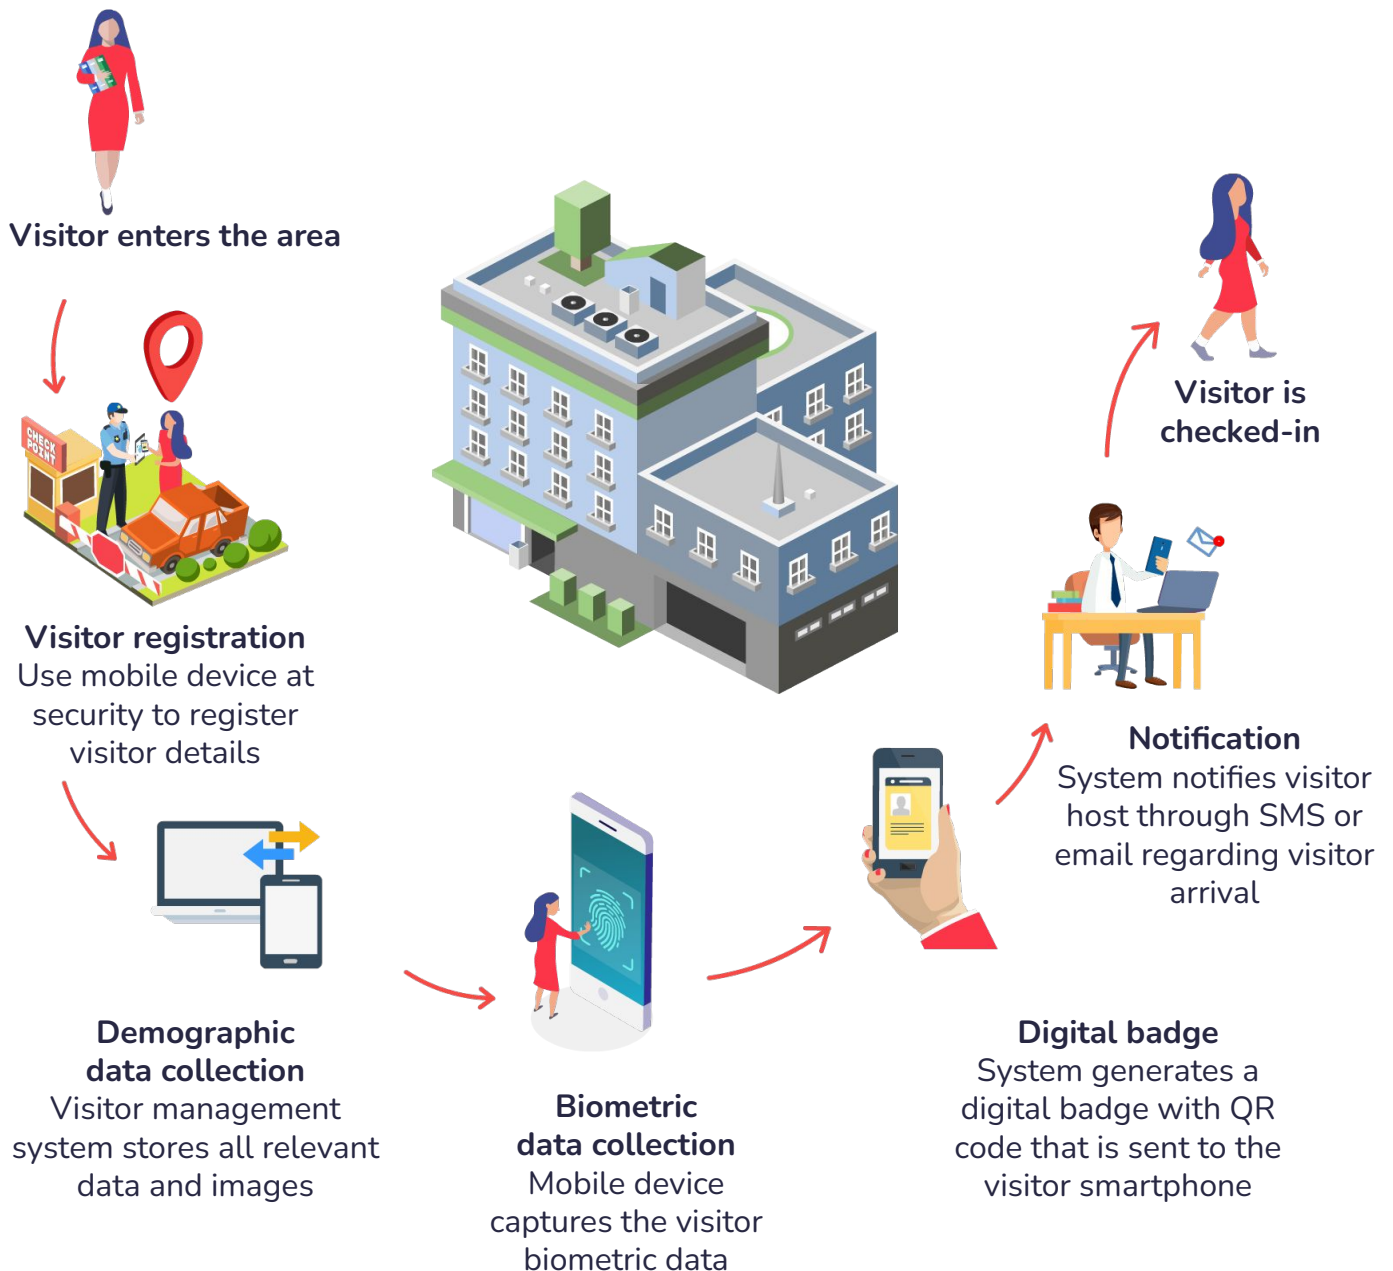 Visitor enters the area
CHECK
POINT
Visitor registration
Use mobile device at
security to register
visitor details
Demographic
data collection
Visitor management
system stores all relevant
data and images
Biometric
data collection
Mobile device
captures the visitor
biometric data
Digital badge
System generates a
digital badge with QR
code that is sent to the
visitor smartphone
Notification
System notifies visitor
host through SMS or
email regarding visitor
arrival
Visitor is
checked-in